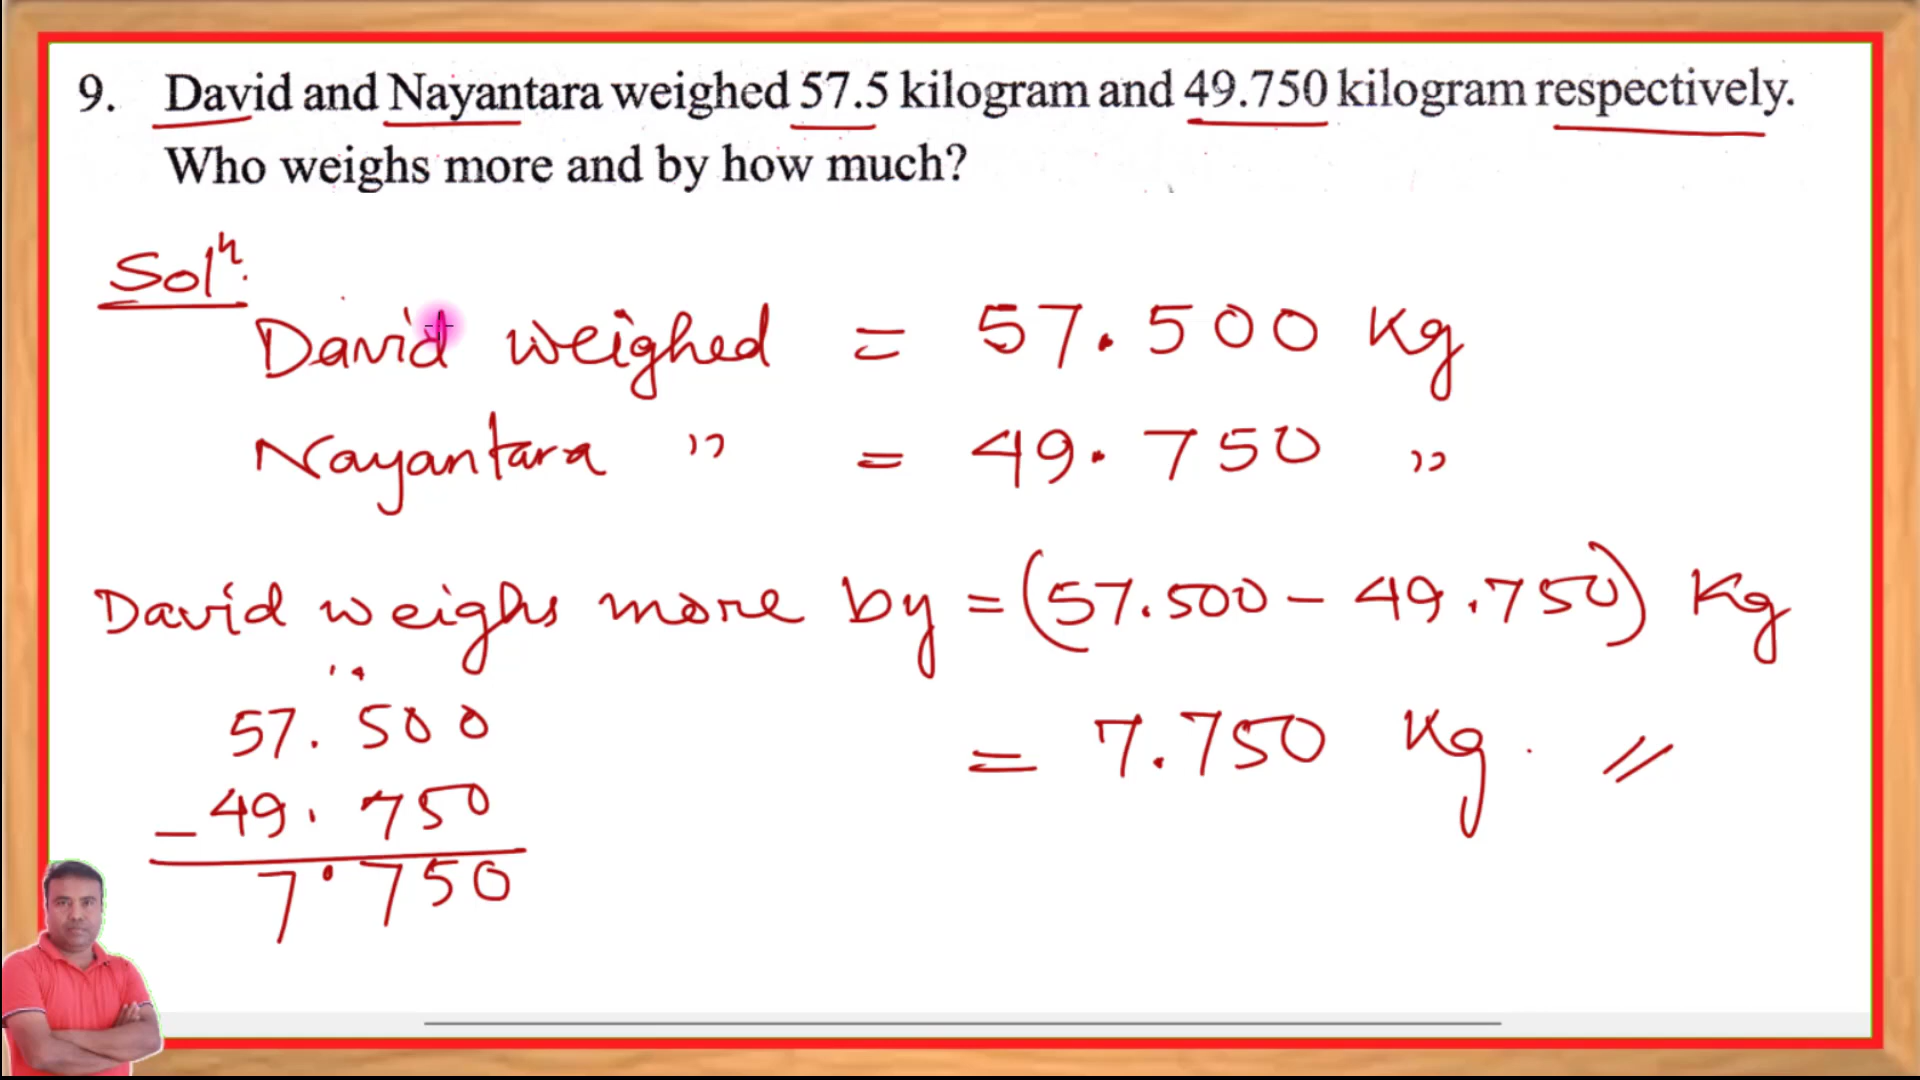 9. David and Nayantara weighed 57.5 kilogram and 49.750 kilogram respectively.
Who weighs more and by how much?
Solⁿ.
David weighed = 57.500 Kg
Nayantara " = 49.750 "
David weighs more by = (57.500 - 49.750) Kg
= 7.750 Kg. //
57.500
- 49.750
7.750